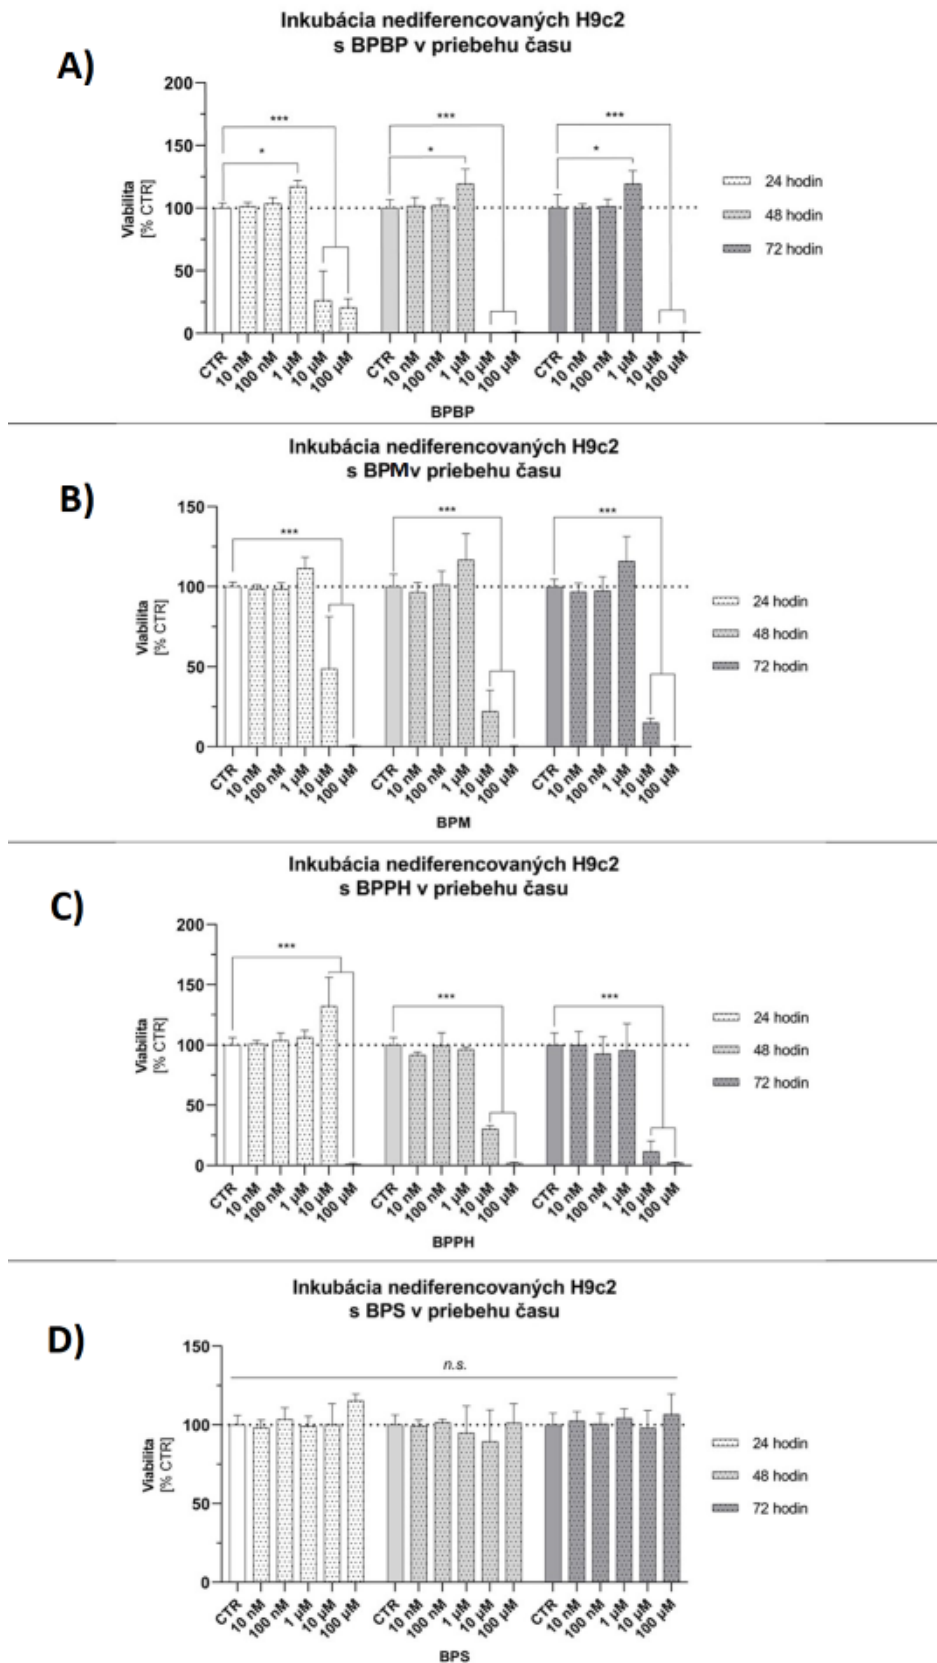 Inkubácia nediferencovaných H9c2
s BPBP v priebehu času
A)
200
150
100
50
0
Viabilita
[% CTR]
***
*
***
*
***
*
24 hodin
48 hodin
72 hodin
CTR 10 nM 100 nM 1 µM 10 µM 100 µM CTR 10 nM 100 nM 1 µM 10 µM 100 µM CTR 10 nM 100 nM 1 µM 10 µM 100 µM
BPBP
Inkubácia nediferencovaných H9c2
s BPM v priebehu času
B)
150
100
50
0
Viabilita
[% CTR]
***
***
***
24 hodin
48 hodin
72 hodin
CTR 10 nM 100 nM 1 µM 10 µM 100 µM CTR 10 nM 100 nM 1 µM 10 µM 100 µM CTR 10 nM 100 nM 1 µM 10 µM 100 µM
BPM
Inkubácia nediferencovaných H9c2
s BPPH v priebehu času
C)
200
150
100
50
0
Viabilita
[% CTR]
***
***
***
24 hodin
48 hodin
72 hodin
CTR 10 nM 100 nM 1 µM 10 µM 100 µM CTR 10 nM 100 nM 1 µM 10 µM 100 µM CTR 10 nM 100 nM 1 µM 10 µM 100 µM
BPPH
Inkubácia nediferencovaných H9c2
s BPS v priebehu času
D)
150
100
50
0
Viabilita
[% CTR]
n.s.
24 hodin
48 hodin
72 hodin
CTR 10 nM 100 nM 1 µM 10 µM 100 µM CTR 10 nM 100 nM 1 µM 10 µM 100 µM CTR 10 nM 100 nM 1 µM 10 µM 100 µM
BPS